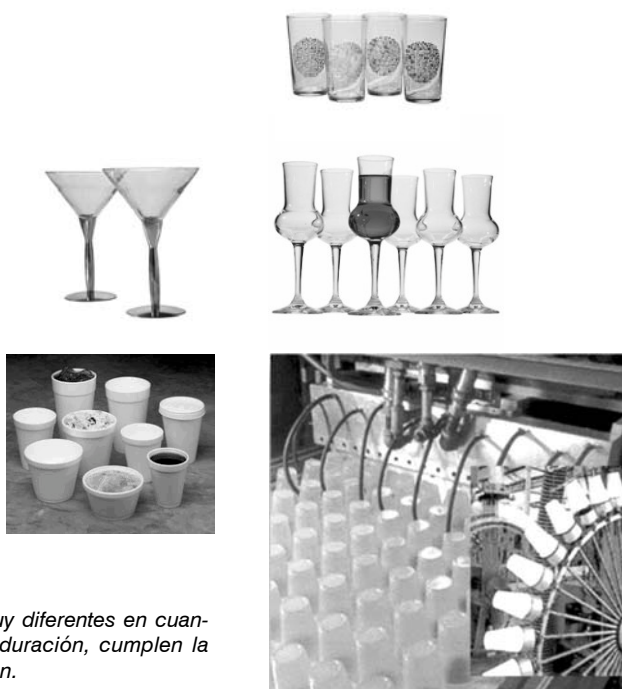 uy diferentes en cuan-
duración, cumplen la
n.